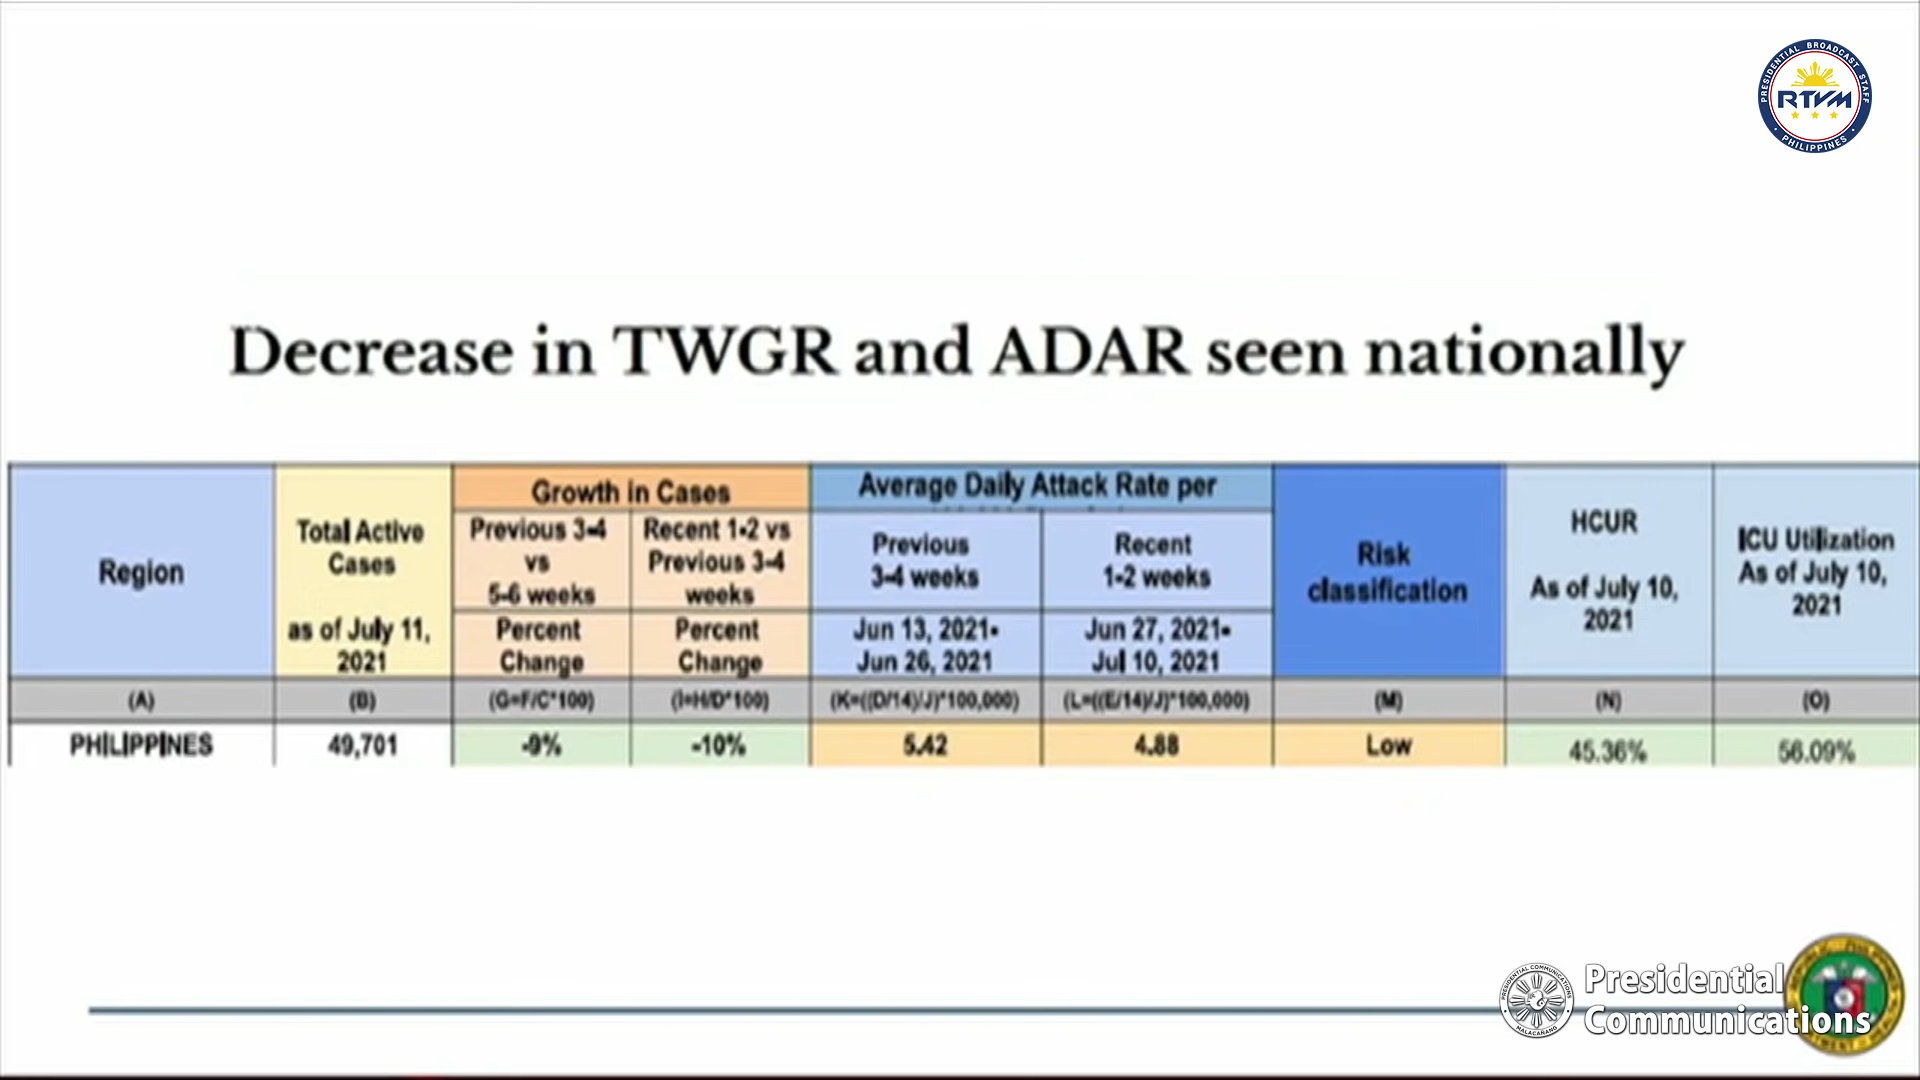 PRESIDENTIAL BROADCAST STAFF
RTVM
PHILIPPINES
Decrease in TWGR and ADAR seen nationally
Region
Total Active
Cases
as of July 11,
2021
Growth in Cases
Previous 3-4
vs
5-6 weeks
Recent 1-2 vs
Previous 3-4
weeks
Percent
Change
Percent
Change
Average Daily Attack Rate per
Previous
3-4 weeks
Recent
1-2 weeks
Jun 13, 2021-
Jun 26, 2021
Jun 27, 2021-
Jul 10, 2021
Risk
classification
HCUR
As of July 10,
2021
ICU Utilization
As of July 10,
2021
(A) (B) (G=F/C*100) (I=H/D*100) (K=((D/14)/J)*100,000) (L=((E/14)/J)*100,000) (M) (N) (O)
PHILIPPINES 49,701 -9% -10% 5.42 4.88 Low 45.36% 56.09%
PRESIDENTIAL COMMUNICATIONS
MALACAÑANG
Presidential
Communications